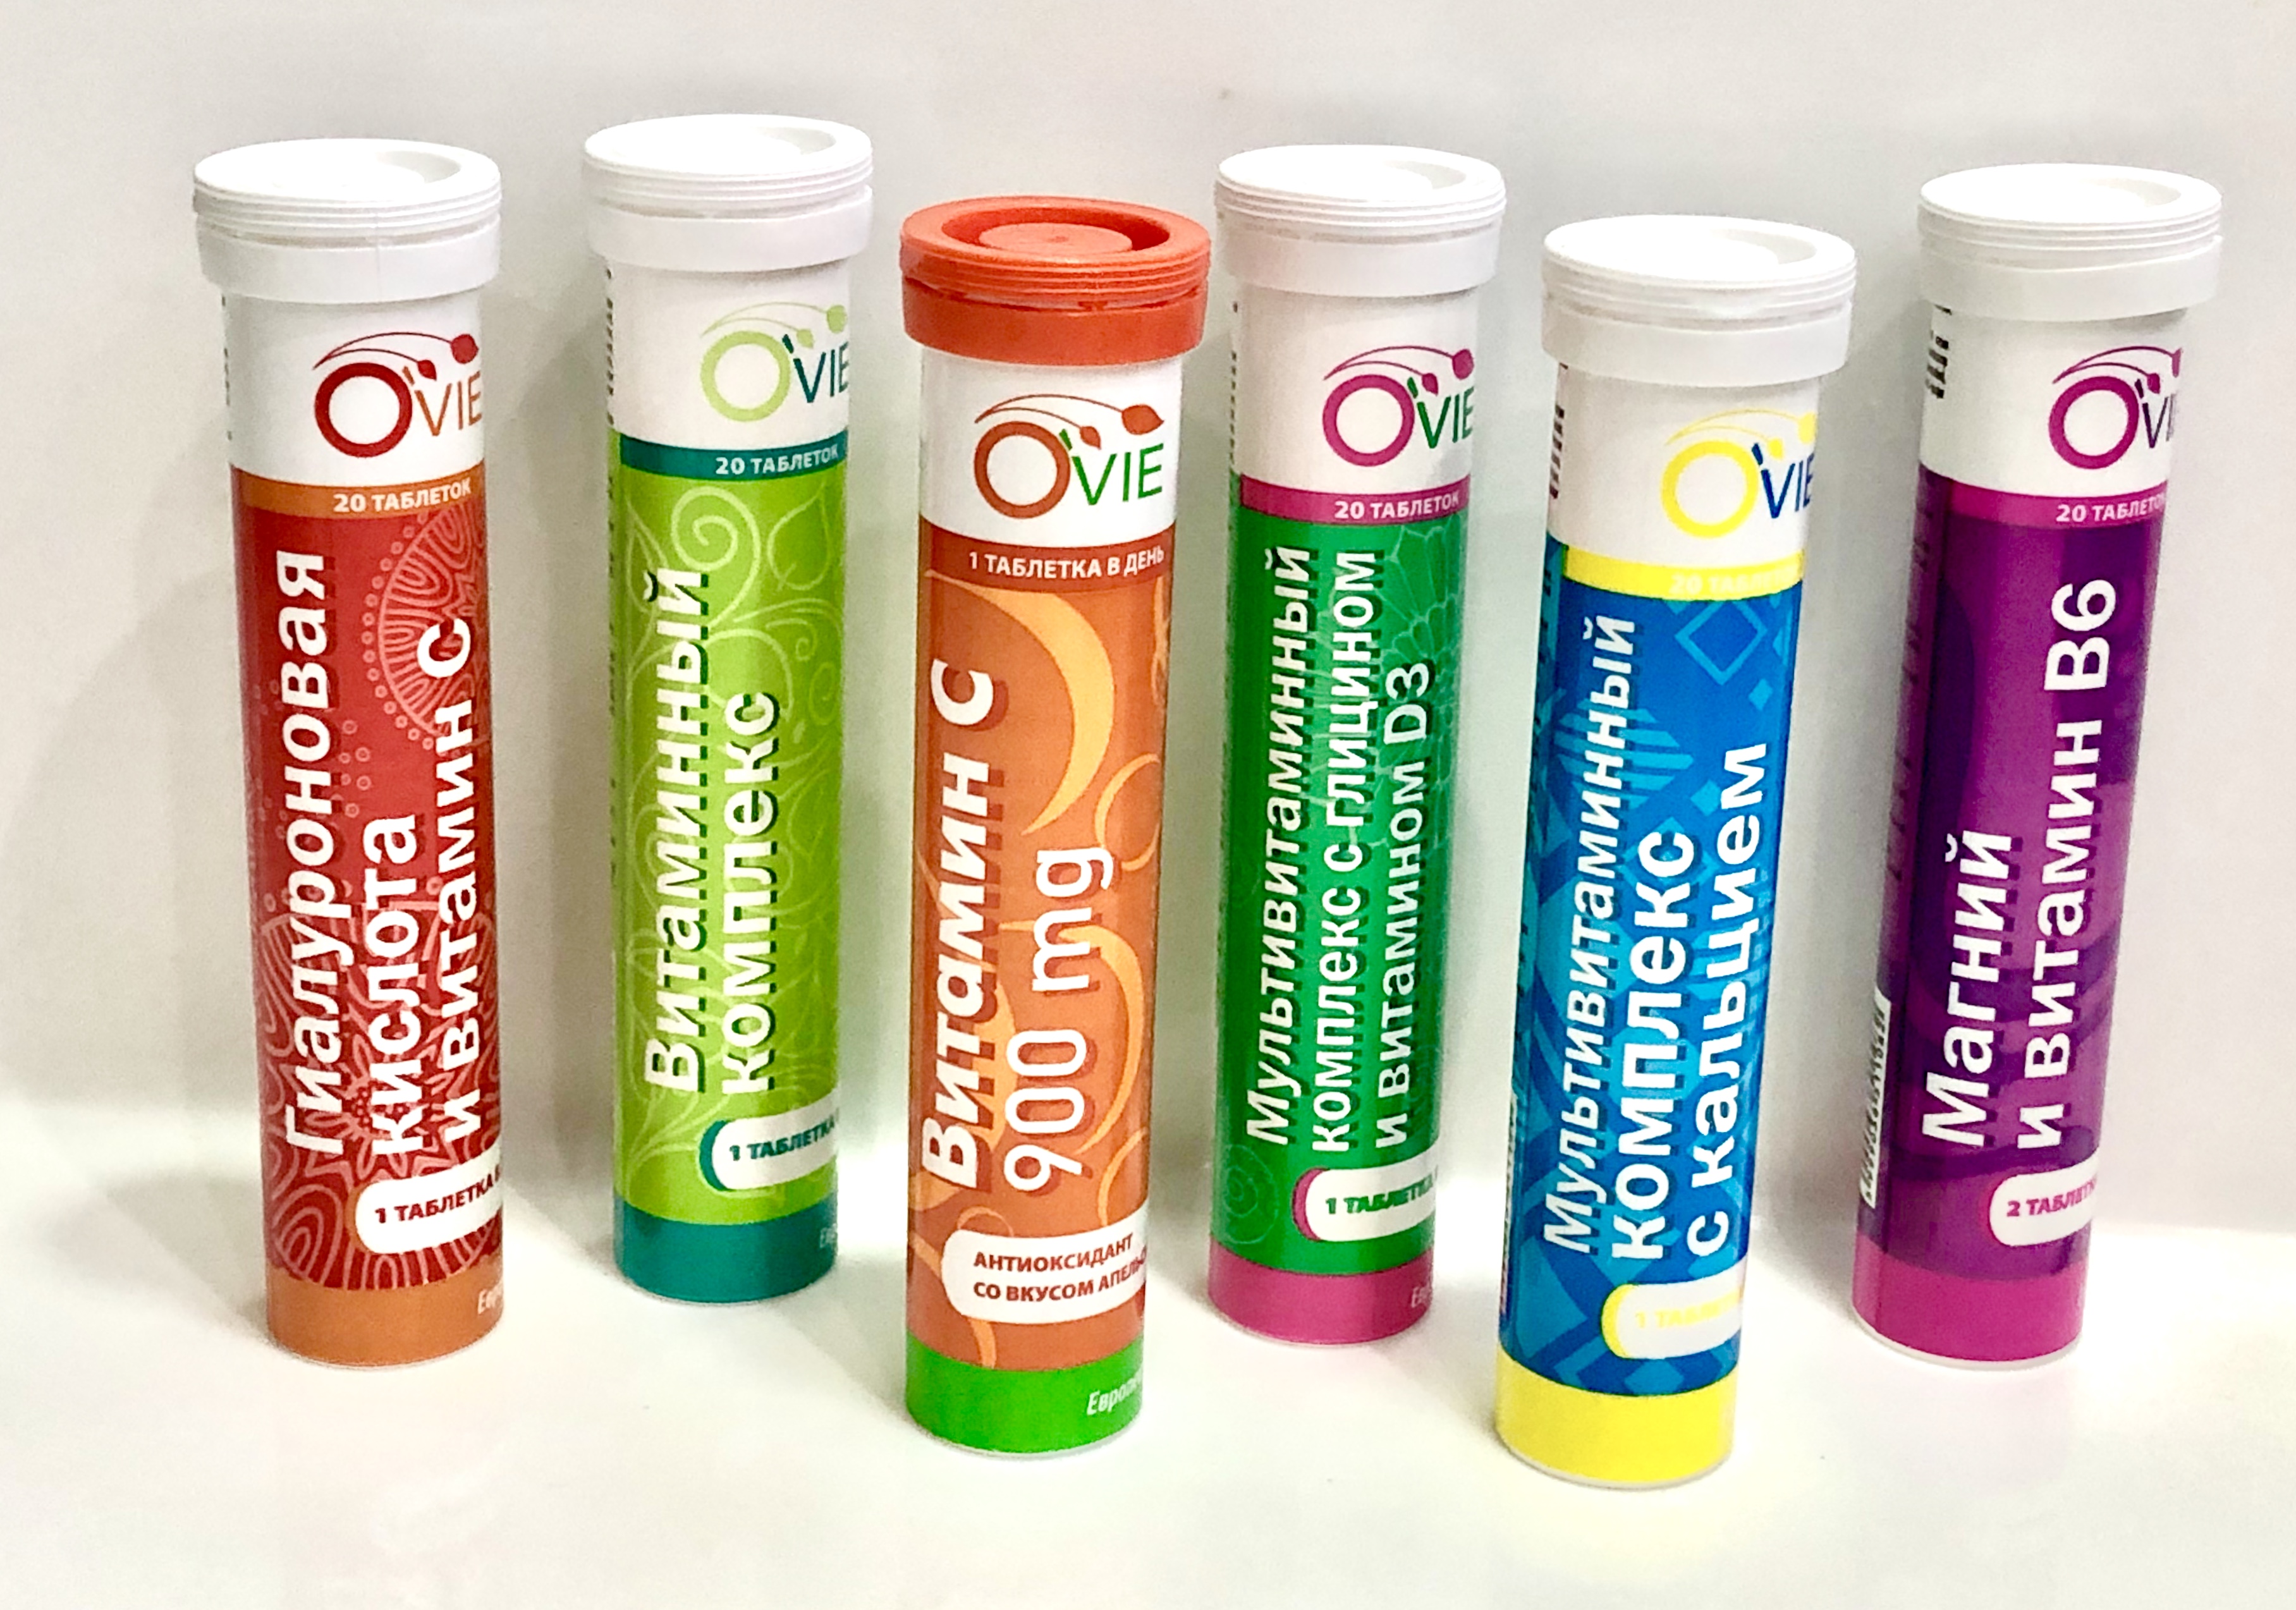 O'VIE
20 ТАБЛЕТОК
Гиалуроновая
кислота
и витамин С
1 ТАБЛЕТКА
O'VIE
20 ТАБЛЕТОК
Витаминный
комплекс
1 ТАБЛЕТКА
O'VIE
1 ТАБЛЕТКА В ДЕНЬ
Витамин С
900 mg
АНТИОКСИДАНТ
СО ВКУСОМ
O'VIE
20 ТАБЛЕТОК
Мультивитаминный
комплекс с глицином
и витамином D3
1 ТАБЛЕТКА
O'VIE
20
Мультивитаминный
комплекс
с кальцием
1
O'VIE
20 ТАБЛЕТОК
Магний
и витамин В6
2